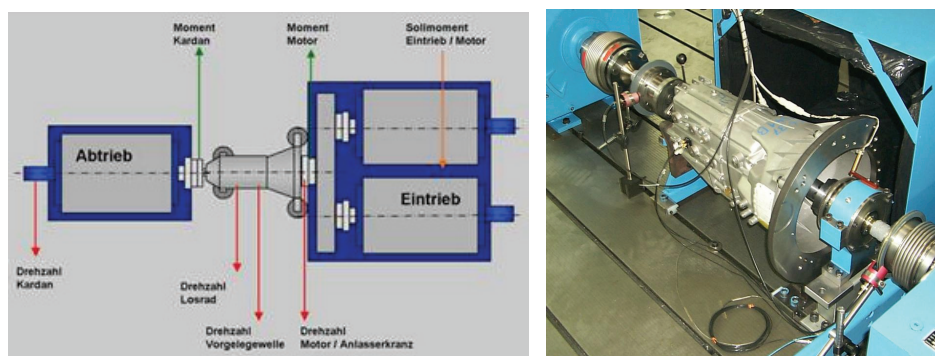 Moment
Kardan
Moment
Motor
Sollmoment
Eintrieb / Motor
Abtrieb
Eintrieb
Drehzahl
Kardan
Drehzahl
Losrad
Drehzahl
Vorgelegewelle
Drehzahl
Motor / Anlasserkranz